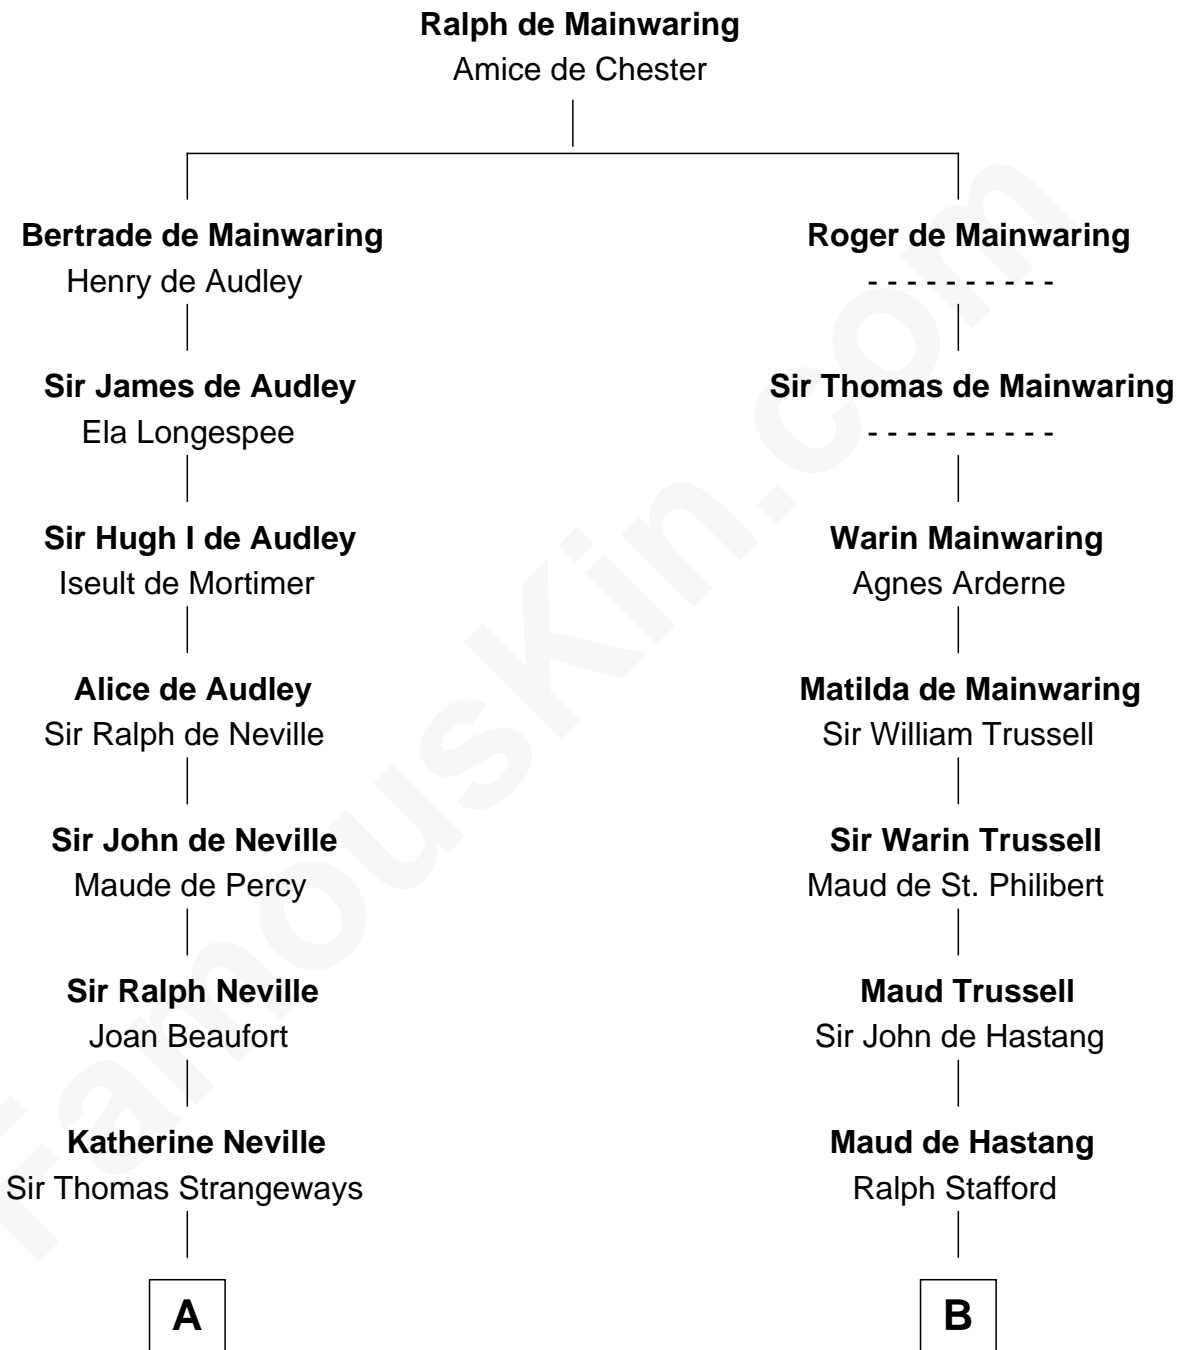 Ralph de Mainwaring
Amice de Chester
Bertrade de Mainwaring
Henry de Audley
Roger de Mainwaring
- - - - - - - - - -
Sir James de Audley
Ela Longespee
Sir Thomas de Mainwaring
- - - - - - - - - -
Sir Hugh I de Audley
Iseult de Mortimer
Warin Mainwaring
Agnes Arderne
Alice de Audley
Sir Ralph de Neville
Matilda de Mainwaring
Sir William Trussell
Sir John de Neville
Maude de Percy
Sir Warin Trussell
Maud de St. Philibert
Sir Ralph Neville
Joan Beaufort
Maud Trussell
Sir John de Hastang
Katherine Neville
Sir Thomas Strangeways
Maud de Hastang
Ralph Stafford
A
B
FamousKin.com